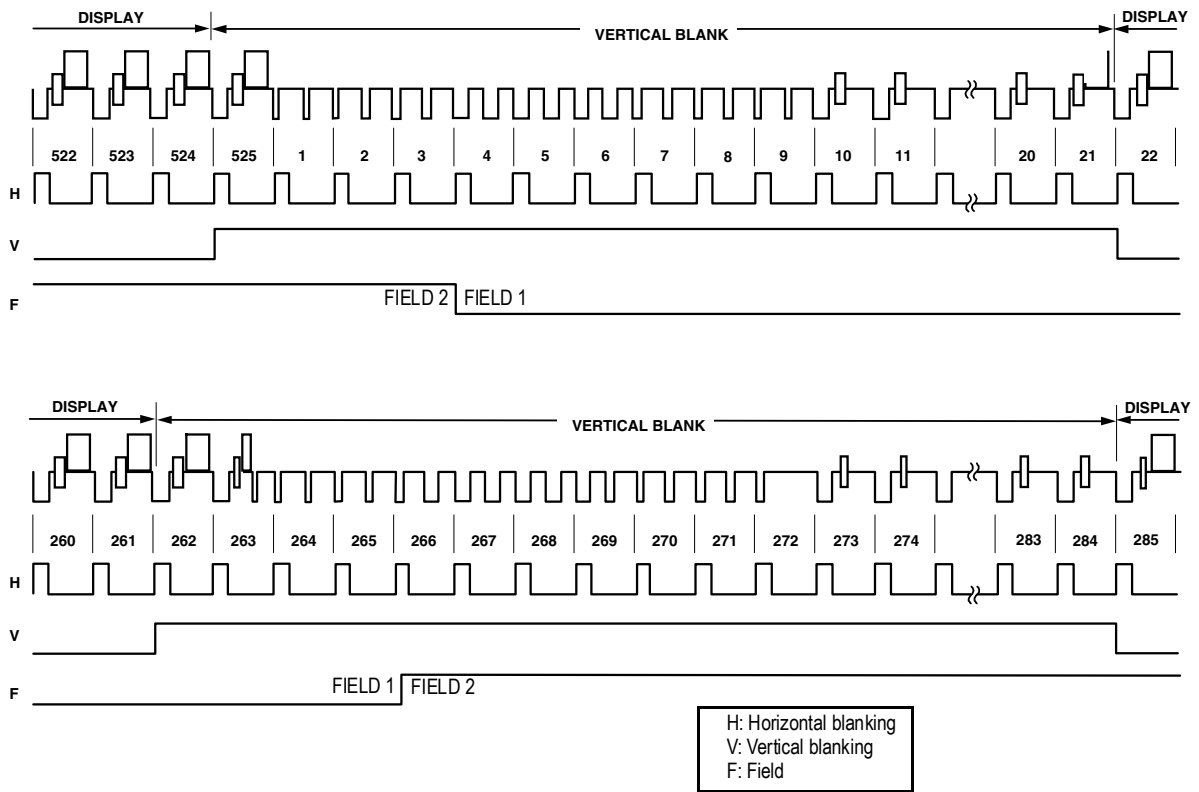 DISPLAY VERTICAL BLANK DISPLAY
522 523 524 525 1 2 3 4 5 6 7 8 9 10 11 20 21 22
H
V
F FIELD 2 FIELD 1
DISPLAY VERTICAL BLANK DISPLAY
260 261 262 263 264 265 266 267 268 269 270 271 272 273 274 283 284 285
H
V
F FIELD 1 FIELD 2
H: Horizontal blanking
V: Vertical blanking
F: Field